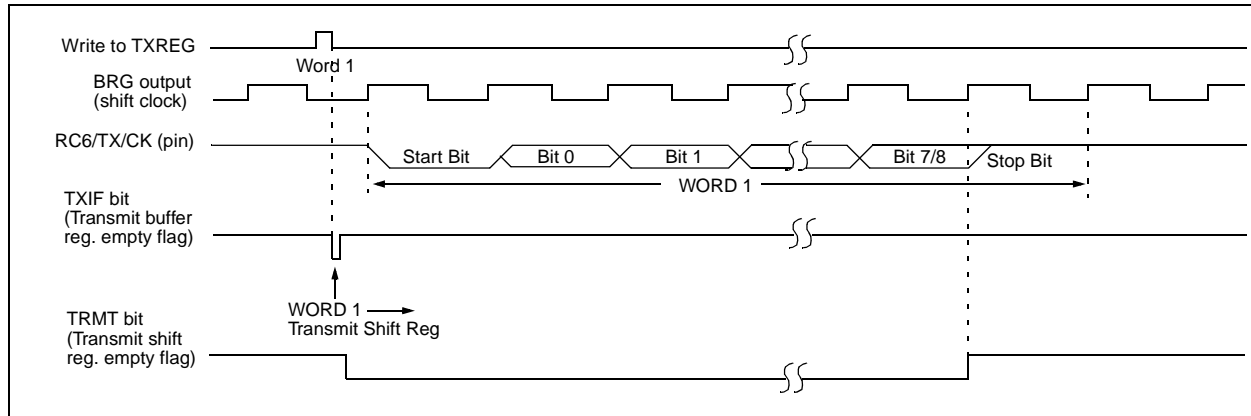 Write to TXREG
Word 1
BRG output
(shift clock)
RC6/TX/CK (pin)
Start Bit
Bit 0
Bit 1
Bit 7/8
Stop Bit
WORD 1
TXIF bit
(Transmit buffer
reg. empty flag)
WORD 1
Transmit Shift Reg
TRMT bit
(Transmit shift
reg. empty flag)